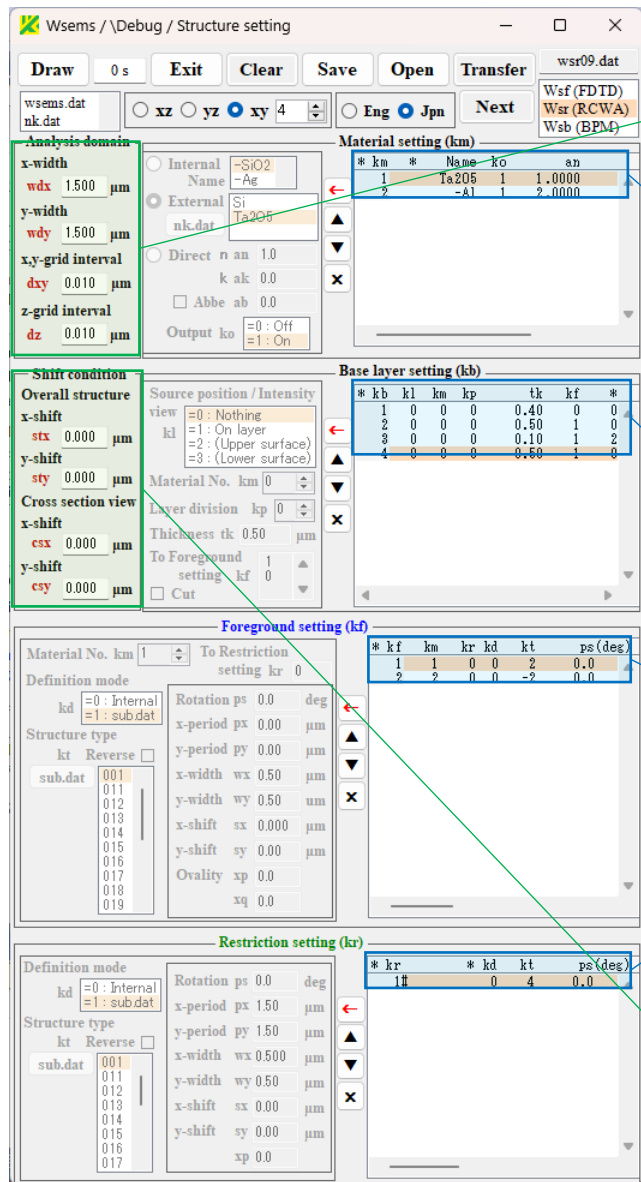 Wsems / \Debug / Structure setting
Draw 0 s Exit Clear Save Open Transfer wsr09.dat
wsems.dat
nk.dat
xz yz xy 4 Eng Jpn Next
Wsf (FDTD)
Wsr (RCWA)
Wsb (BPM)
Analysis domain
x-width
wdx 1.500 μm
y-width
wdy 1.500 μm
x,y-grid interval
dxy 0.010 μm
z-grid interval
dz 0.010 μm
Internal Name
-SiO2
-Ag
External
nk.dat
Si
Ta2O5
Direct n an 1.0
k ak 0.0
Abbe ab 0.0
Output ko
=0 : Off
=1 : On
Material setting (km)
* km * Name ko an
1 Ta2O5 1 1.0000
2 -Al 1 2.0000
Shift condition
Overall structure
x-shift
stx 0.000 μm
y-shift
sty 0.000 μm
Cross section view
x-shift
csx 0.000 μm
y-shift
csy 0.000 μm
Source position / Intensity
view
kl
=0 : Nothing
=1 : On layer
=2 : (Upper surface)
=3 : (Lower surface)
Material No. km 0
Layer division kp 0
Thickness tk 0.50 μm
To Foreground
setting kf
1
0
Cut
Base layer setting (kb)
* kb kl km kp tk kf *
1 0 0 0 0.40 0 0
2 0 0 0 0.50 1 0
3 0 0 0 0.10 1 2
4 0 0 0 0.50 1 0
Foreground setting (kf)
Material No. km 1 To Restriction
setting kr 0
Definition mode
kd
=0 : Internal
=1 : sub.dat
Structure type
kt Reverse
sub.dat
001
011
012
013
014
015
016
017
018
019
Rotation ps 0.0 deg
x-period px 0.00 μm
y-period py 0.00 μm
x-width wx 0.50 μm
y-width wy 0.50 um
x-shift sx 0.000 μm
y-shift sy 0.00 μm
Ovality xp 0.0
xq 0.0
* kf km kr kd kt ps(deg)
1 1 0 0 2 0.0
2 2 0 0 -2 0.0
Restriction setting (kr)
Definition mode
kd
=0 : Internal
=1 : sub.dat
Structure type
kt Reverse
sub.dat
001
011
012
013
014
015
016
017
Rotation ps 0.0 deg
x-period px 1.50 μm
y-period py 1.50 μm
x-width wx 0.500 μm
y-width wy 0.50 μm
x-shift sx 0.00 μm
y-shift sy 0.00 μm
xp 0.0
* kr * kd kt ps(deg)
1# 0 4 0.0